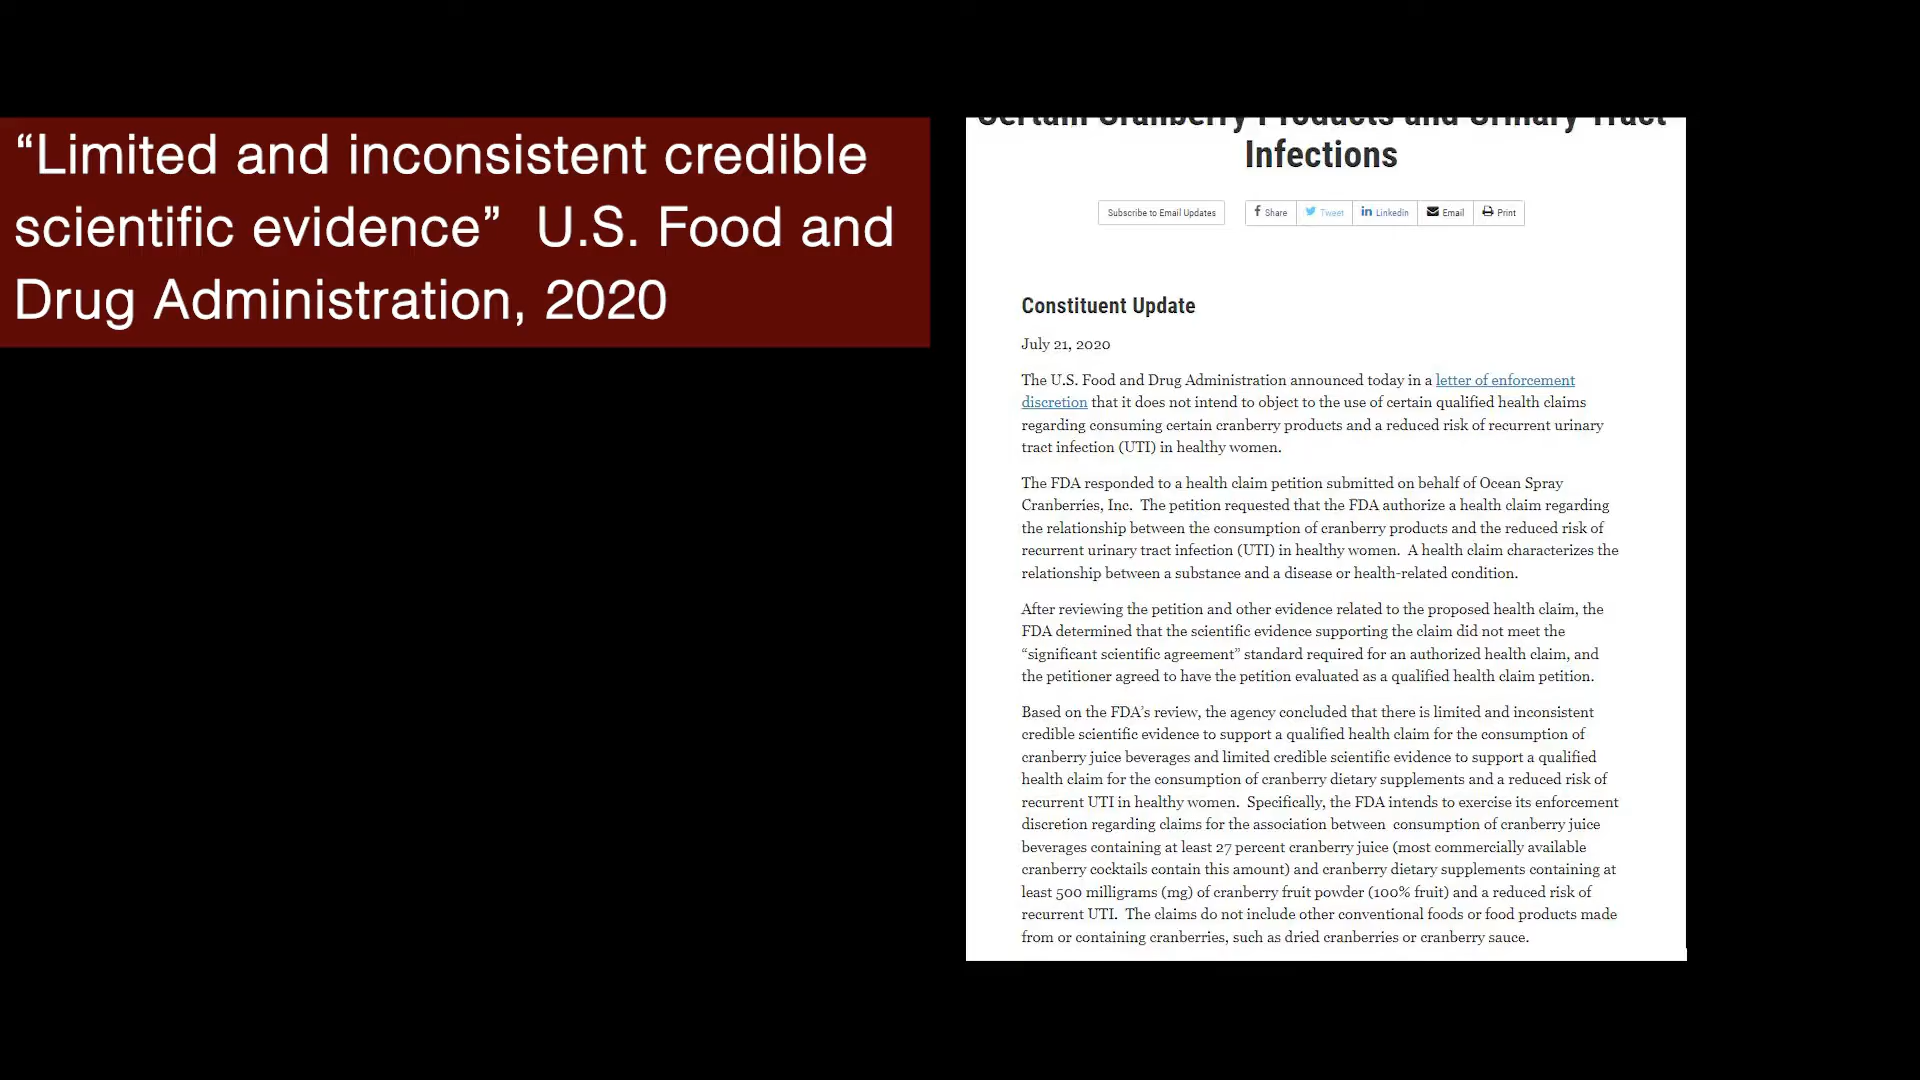 “Limited and inconsistent credible
scientific evidence”  U.S. Food and
Drug Administration, 2020
Certain Cranberry Products and Urinary Tract
Infections
Subscribe to Email Updates
Share
Tweet
Linkedin
Email
Print
Constituent Update
July 21, 2020
The U.S. Food and Drug Administration announced today in a letter of enforcement
discretion that it does not intend to object to the use of certain qualified health claims
regarding consuming certain cranberry products and a reduced risk of recurrent urinary
tract infection (UTI) in healthy women.
The FDA responded to a health claim petition submitted on behalf of Ocean Spray
Cranberries, Inc.  The petition requested that the FDA authorize a health claim regarding
the relationship between the consumption of cranberry products and the reduced risk of
recurrent urinary tract infection (UTI) in healthy women.  A health claim characterizes the
relationship between a substance and a disease or health-related condition.
After reviewing the petition and other evidence related to the proposed health claim, the
FDA determined that the scientific evidence supporting the claim did not meet the
“significant scientific agreement” standard required for an authorized health claim, and
the petitioner agreed to have the petition evaluated as a qualified health claim petition.
Based on the FDA’s review, the agency concluded that there is limited and inconsistent
credible scientific evidence to support a qualified health claim for the consumption of
cranberry juice beverages and limited credible scientific evidence to support a qualified
health claim for the consumption of cranberry dietary supplements and a reduced risk of
recurrent UTI in healthy women.  Specifically, the FDA intends to exercise its enforcement
discretion regarding claims for the association between  consumption of cranberry juice
beverages containing at least 27 percent cranberry juice (most commercially available
cranberry cocktails contain this amount) and cranberry dietary supplements containing at
least 500 milligrams (mg) of cranberry fruit powder (100% fruit) and a reduced risk of
recurrent UTI.  The claims do not include other conventional foods or food products made
from or containing cranberries, such as dried cranberries or cranberry sauce.